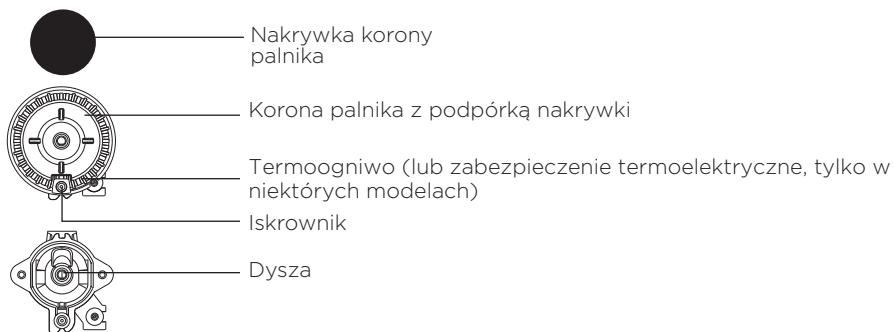 Nakrywka korony
palnika
Korona palnika z podpórką nakrywki
Termoogniwo (lub zabezpieczenie termoelektryczne, tylko w
niektórych modelach)
Iskrownik
Dysza